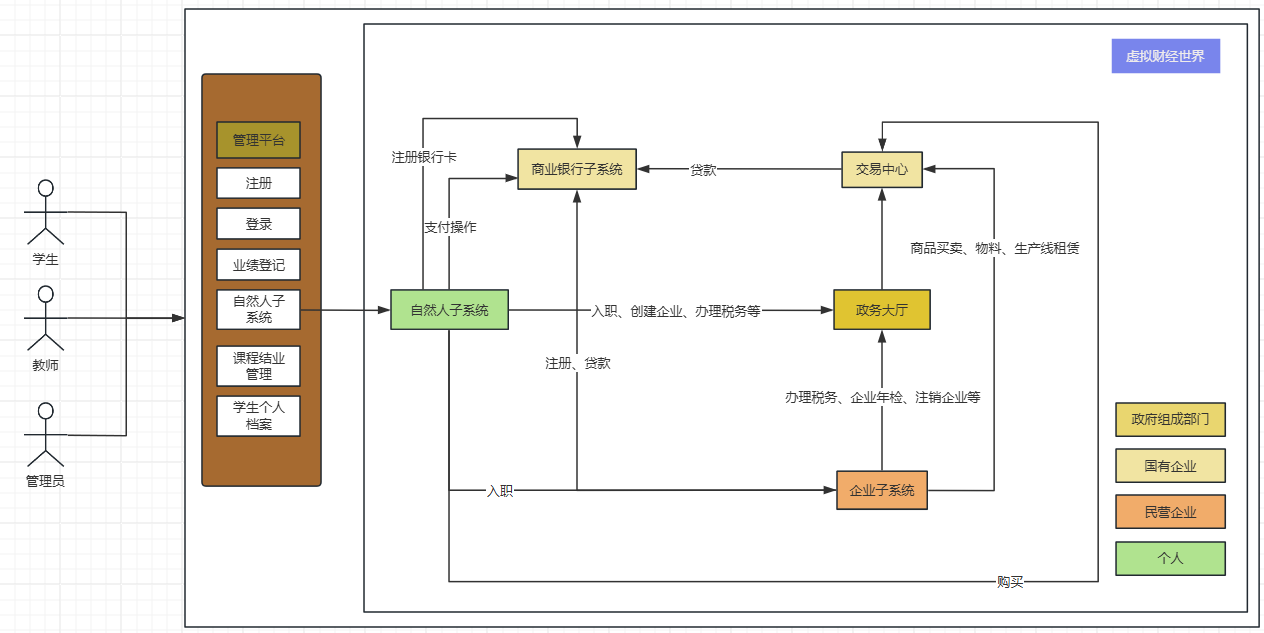 虚拟财经世界
管理平台
注册
登录
业绩登记
自然人子
系统
课程结业
管理
学生个人
档案
学生
教师
管理员
注册银行卡
商业银行子系统
贷款
交易中心
支付操作
商品买卖、物料、生产线租赁
自然人子系统
入职、创建企业、办理税务等
政务大厅
注册、贷款
办理税务、企业年检、注销企业等
入职
企业子系统
购买
政府组成部门
国有企业
民营企业
个人